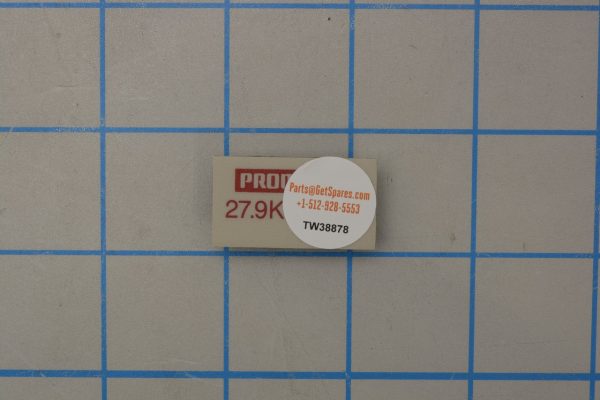 PROD
27.9K
Parts@GetSpares.com
+1-512-928-5553
TW38878